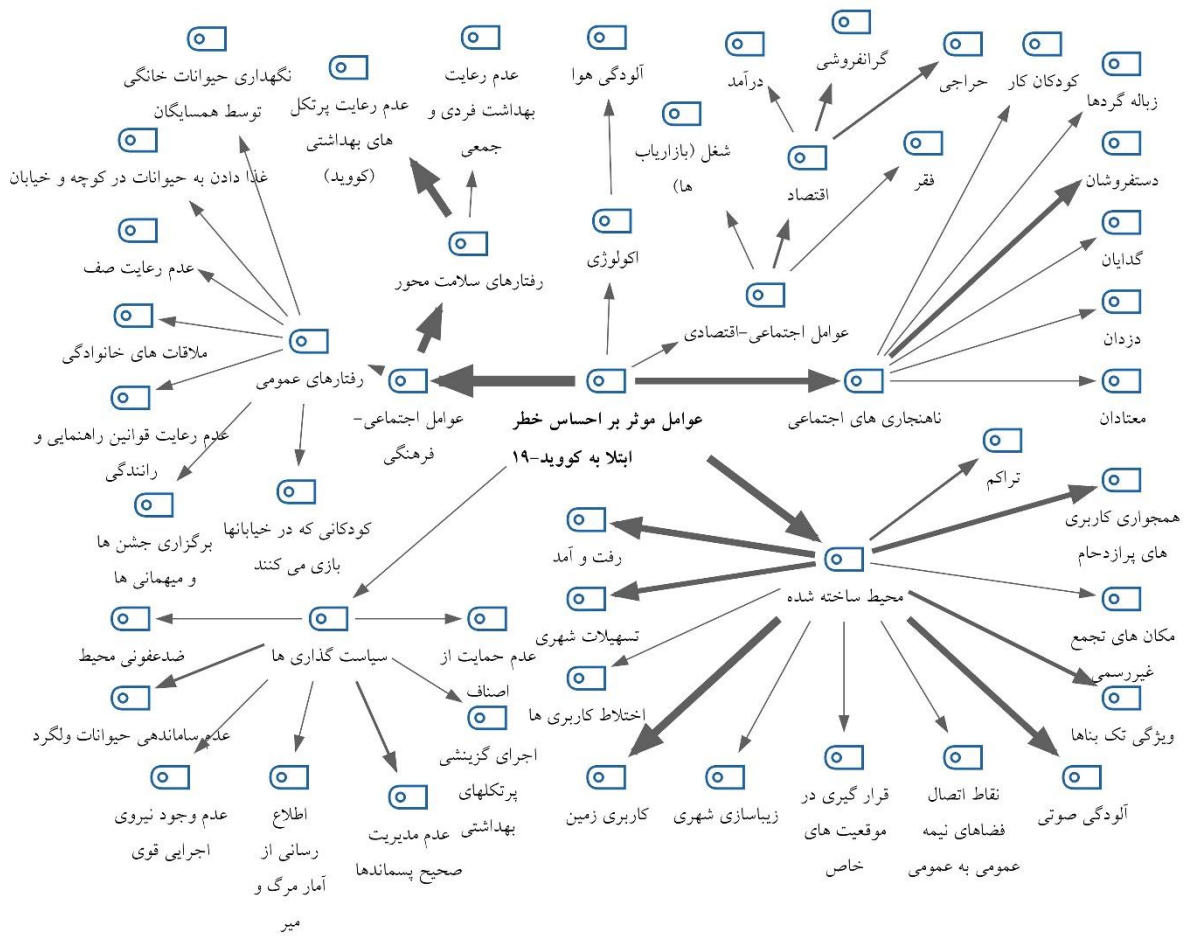 نگهداری حیوانات خانگی
توسط همسایگان
عدم رعایت پرتکل
های بهداشتی
(کووید)
عدم رعایت
بهداشت فردی و
جمعی
آلودگی هوا
درآمد
گرانفروشی
حراجی
کودکان کار
زباله گردها
غذا دادن به حیوانات در کوچه و خیابان
شغل (بازاریاب
ها)
اقتصاد
فقر
دستفروشان
عدم رعایت صف
رفتارهای سلامت محور
اکولوژی
گدایان
ملاقات های خانوادگی
عوامل اجتماعی-اقتصادی
دزدان
رفتارهای عمومی
عوامل اجتماعی-
فرهنگی
عوامل موثر بر احساس خطر
ابتلا به کووید-۱۹
ناهنجاری های اجتماعی
معتادان
عدم رعایت قوانین راهنمایی و
رانندگی
برگزاری جشن ها
و میهمانی ها
کودکانی که در خیابانها
بازی می کنند
رفت و آمد
تراکم
همجواری کاربری
های پرازدحام
محیط ساخته شده
ضدعفونی محیط
سیاست گذاری ها
عدم حمایت از
اصناف
تسهیلات شهری
مکان های تجمع
غیررسمی
عدم ساماندهی حیوانات ولگرد
اجرای گزینشی
پرتکلهای
بهداشتی
اختلاط کاربری ها
ویژگی تک بناها
عدم وجود نیروی
اجرایی قوی
اطلاع
رسانی از
آمار مرگ و
میر
عدم مدیریت
صحیح پسماندها
کاربری زمین
زیباسازی شهری
قرار گیری در
موقعیت های
خاص
نقاط اتصال
فضاهای نیمه
عمومی به عمومی
آلودگی صوتی